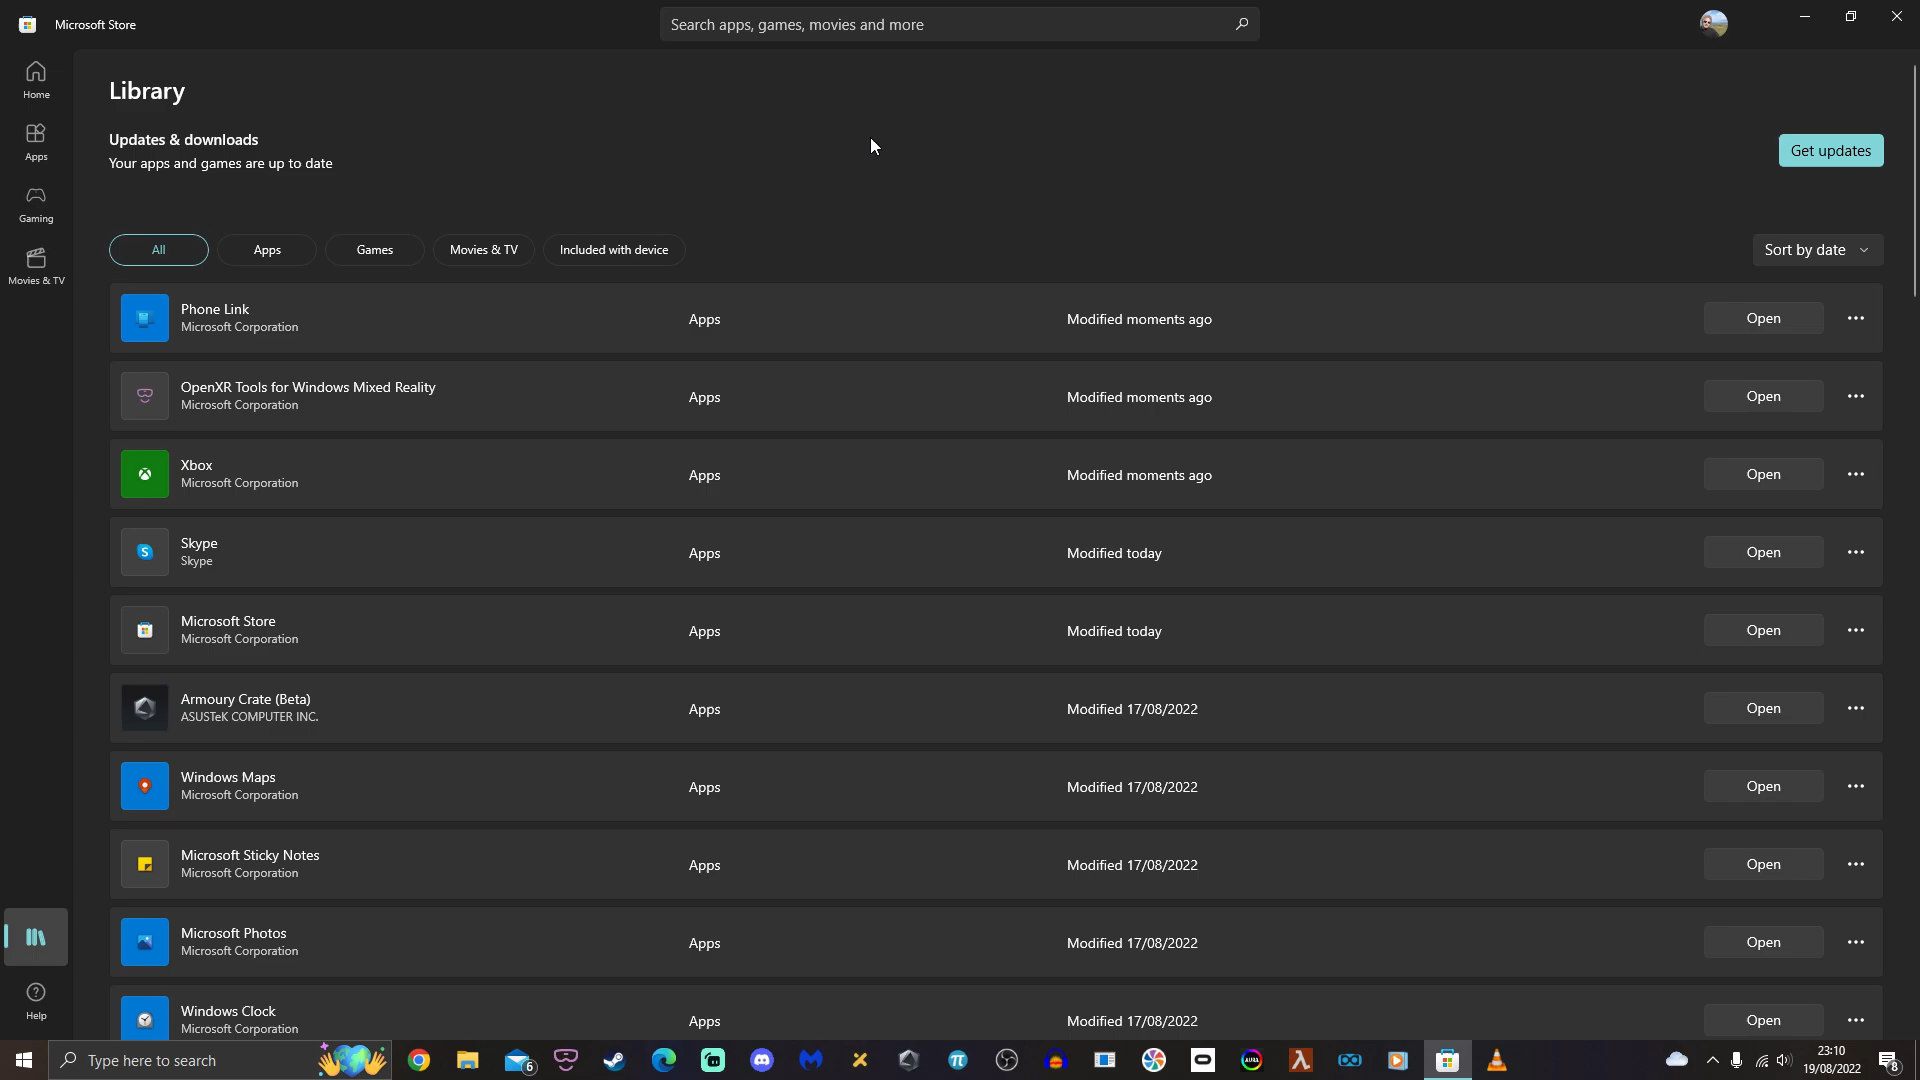 Microsoft Store
Search apps, games, movies and more
Home
Apps
Gaming
Movies & TV
Library
Updates & downloads
Your apps and games are up to date
Get updates
All
Apps
Games
Movies & TV
Included with device
Sort by date
Phone Link
Microsoft Corporation
Apps
Modified moments ago
Open
OpenXR Tools for Windows Mixed Reality
Microsoft Corporation
Apps
Modified moments ago
Open
Xbox
Microsoft Corporation
Apps
Modified moments ago
Open
Skype
Skype
Apps
Modified today
Open
Microsoft Store
Microsoft Corporation
Apps
Modified today
Open
Armoury Crate (Beta)
ASUSTeK COMPUTER INC.
Apps
Modified 17/08/2022
Open
Windows Maps
Microsoft Corporation
Apps
Modified 17/08/2022
Open
Microsoft Sticky Notes
Microsoft Corporation
Apps
Modified 17/08/2022
Open
Microsoft Photos
Microsoft Corporation
Apps
Modified 17/08/2022
Open
Windows Clock
Microsoft Corporation
Apps
Modified 17/08/2022
Open
Help
Type here to search
6
23:10
19/08/2022
8